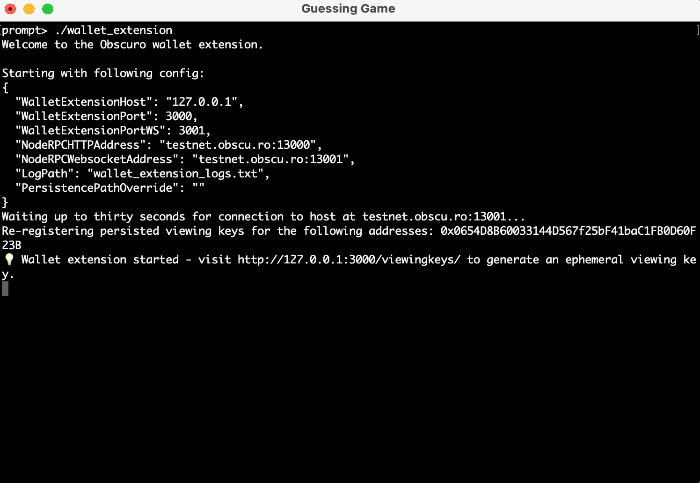 Guessing Game
[prompt> ./wallet_extension ]
Welcome to the Obscuro wallet extension.
Starting with following config:
{
  "WalletExtensionHost": "127.0.0.1",
  "WalletExtensionPort": 3000,
  "WalletExtensionPortWS": 3001,
  "NodeRPCHTTPAddress": "testnet.obscu.ro:13000",
  "NodeRPCWebsocketAddress": "testnet.obscu.ro:13001",
  "LogPath": "wallet_extension_logs.txt",
  "PersistencePathOverride": ""
}
Waiting up to thirty seconds for connection to host at testnet.obscu.ro:13001...
Re-registering persisted viewing keys for the following addresses: 0x0654D8B60033144D567f25bF41baC1FB0D60F
23B
💡 Wallet extension started - visit http://127.0.0.1:3000/viewingkeys/ to generate an ephemeral viewing ke
y.